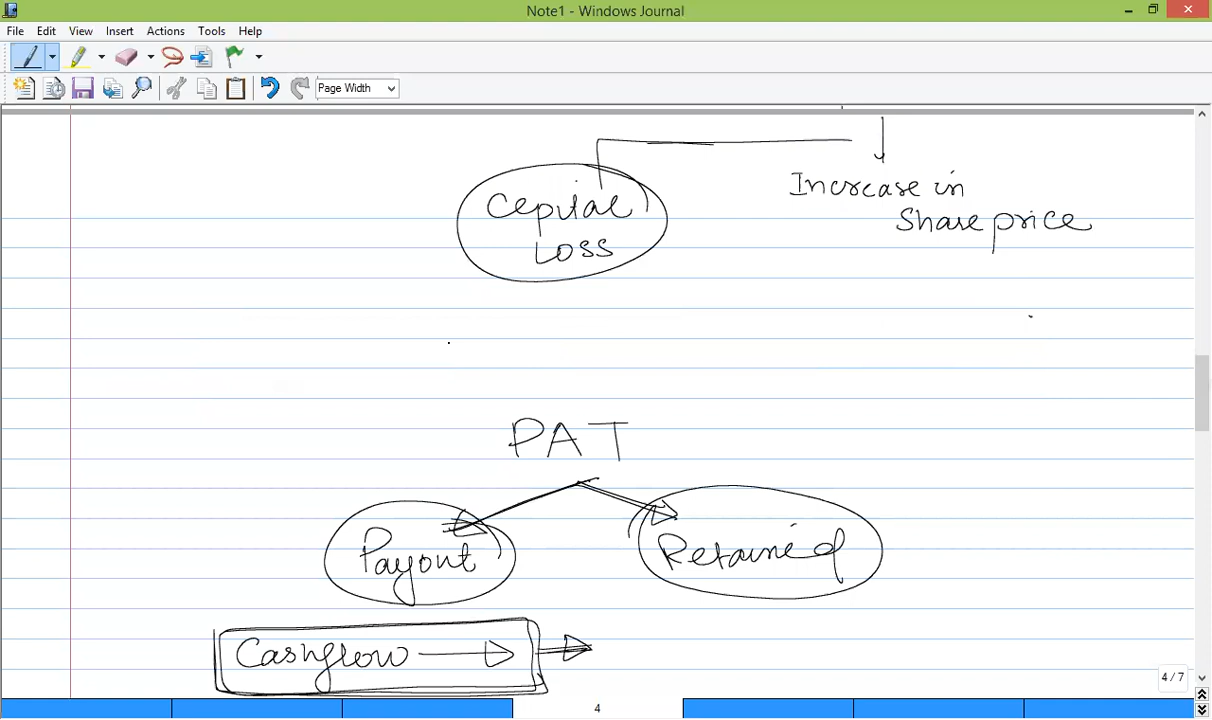 Note1 - Windows Journal
File Edit View Insert Actions Tools Help
Page Width
Cepital
Loss
Increase in
Share price
PAT
Payout
Retained
Cashflow
4 / 7
4